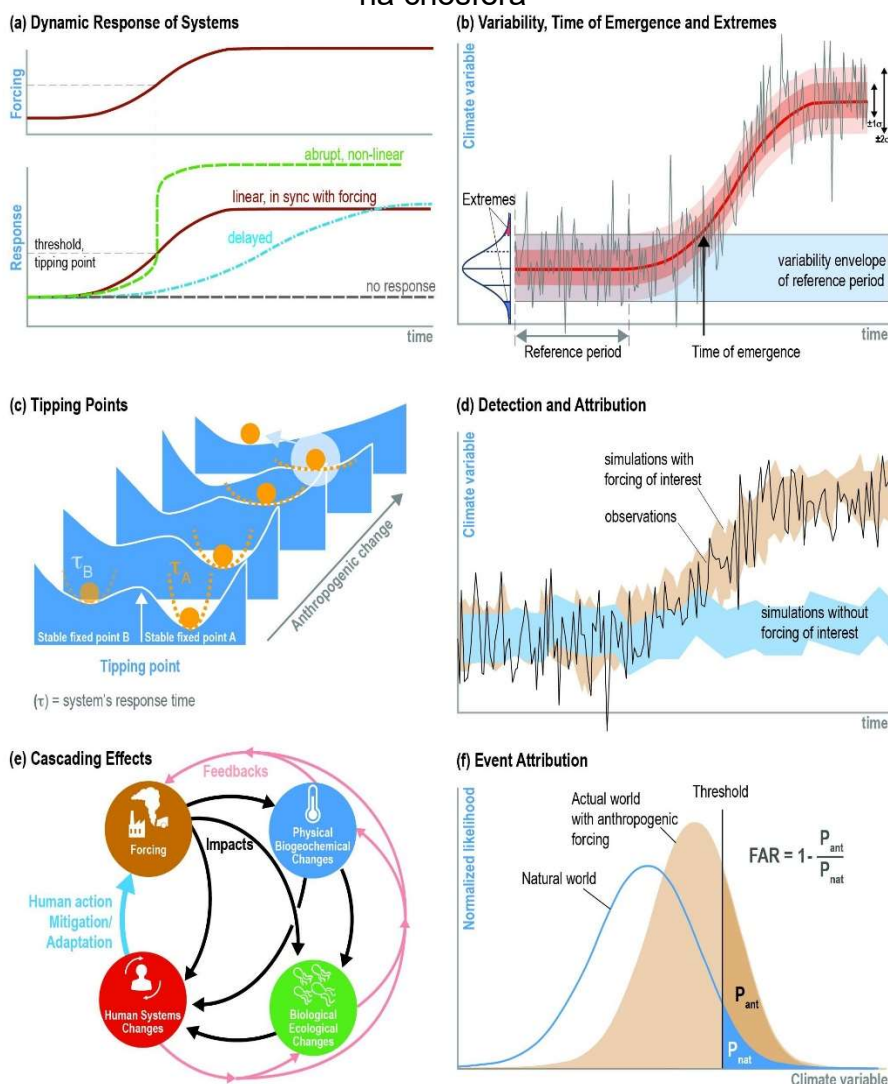 (a) Dynamic Response of Systems
Forcing
abrupt, non-linear
linear, in sync with forcing
threshold,
tipping point
delayed
Response
no response
time
(b) Variability, Time of Emergence and Extremes
Climate variable
±1σ
Extremes
variability envelope
of reference period
time
Reference period
Time of emergence
(c) Tipping Points
τB
τA
Stable fixed point B
Stable fixed point A
Anthropogenic change
Tipping point
(τ) = system's response time
(d) Detection and Attribution
Climate variable
simulations with
forcing of interest
observations
simulations without
forcing of interest
time
(e) Cascading Effects
Feedbacks
Forcing
Impacts
Physical
Biogeochemical
Changes
Human action
Mitigation/
Adaptation
Human Systems
Changes
Biological
Ecological
Changes
(f) Event Attribution
Normalized likelihood
Actual world
with anthropogenic
forcing
Threshold
FAR = 1- Pant
Pnat
Natural world
Pant
Pnat
Climate variable